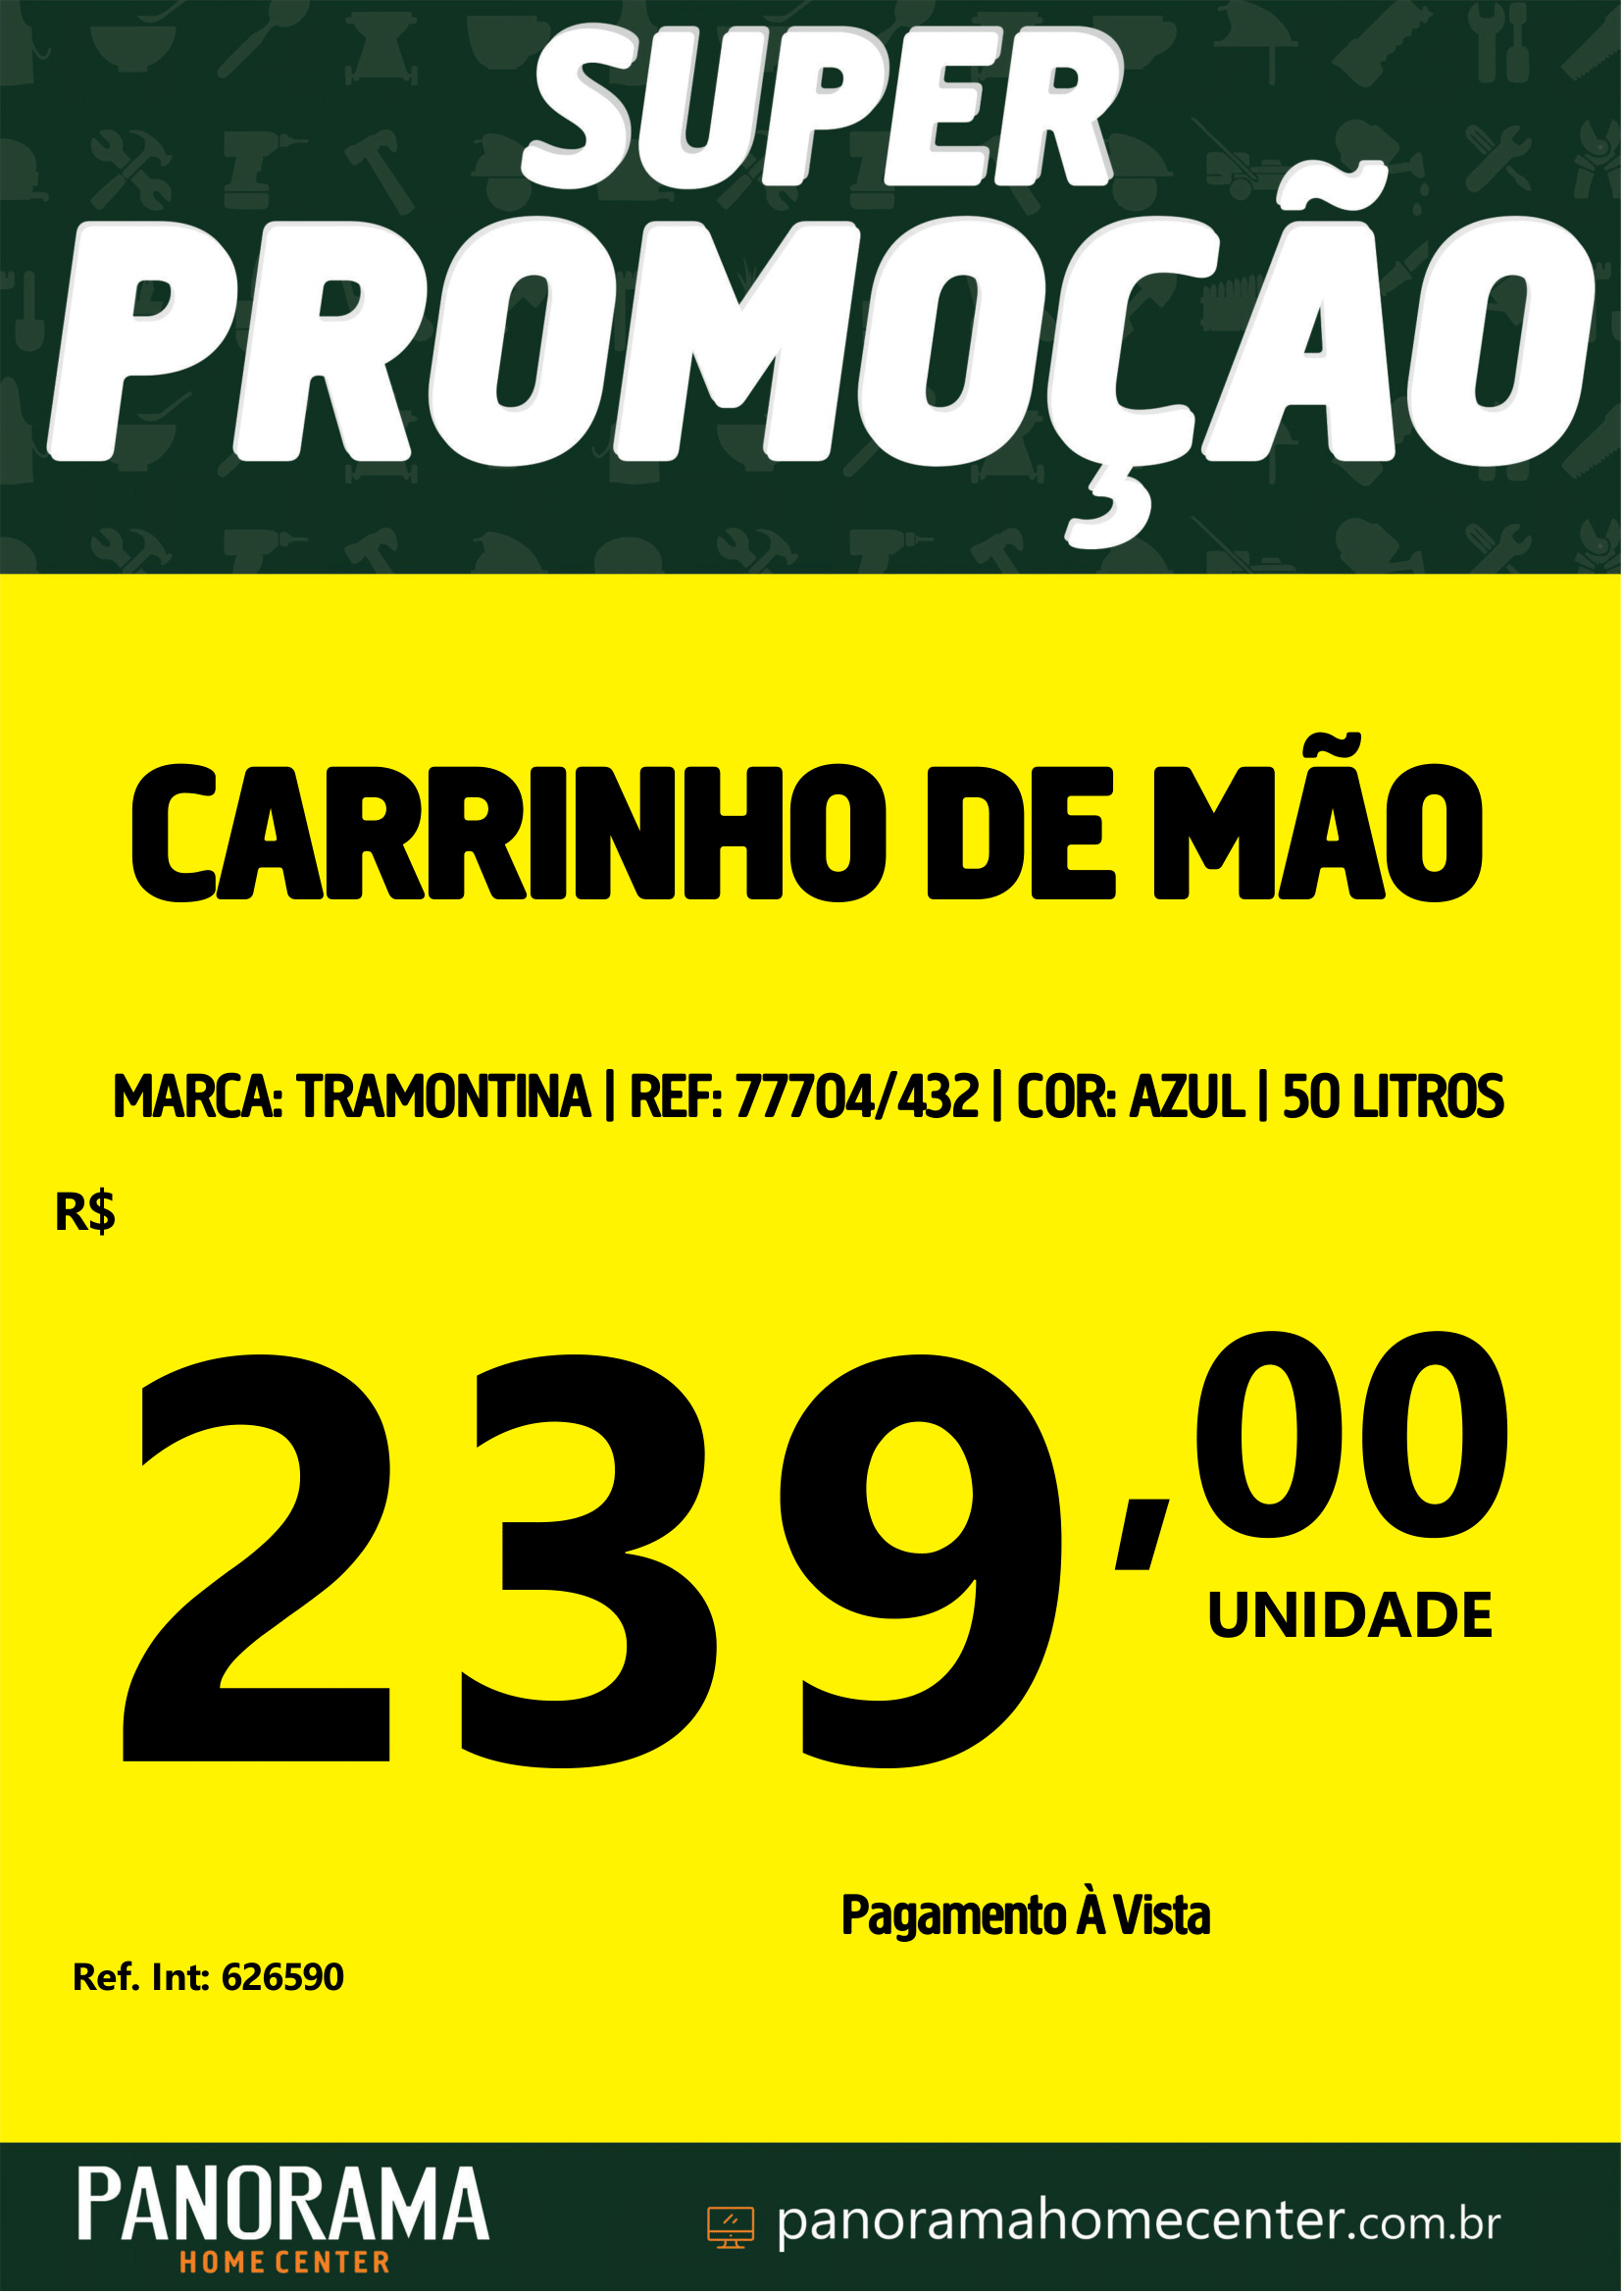 SUPER
PROMOÇÃO
CARRINHO DE MÃO
MARCA: TRAMONTINA | REF: 77704/432 | COR: AZUL | 50 LITROS
R$
239,00
UNIDADE
Pagamento À Vista
Ref. Int: 626590
PANORAMA
HOME CENTER
panoramahomecenter.com.br